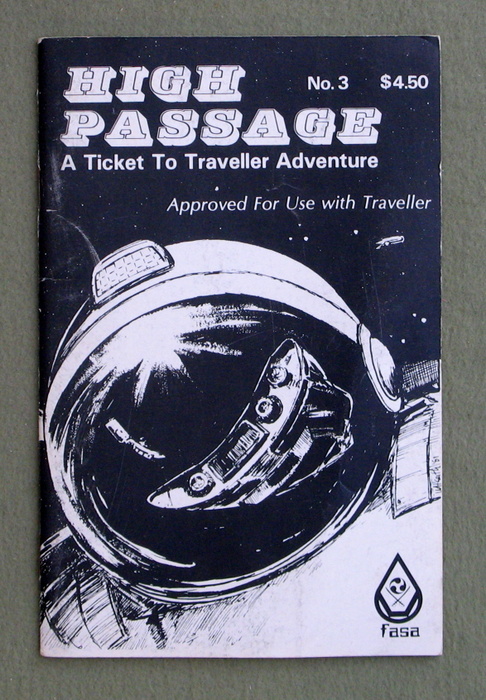 HIGH
PASSAGE
No. 3 $4.50
A Ticket To Traveller Adventure
Approved For Use with Traveller
fasa